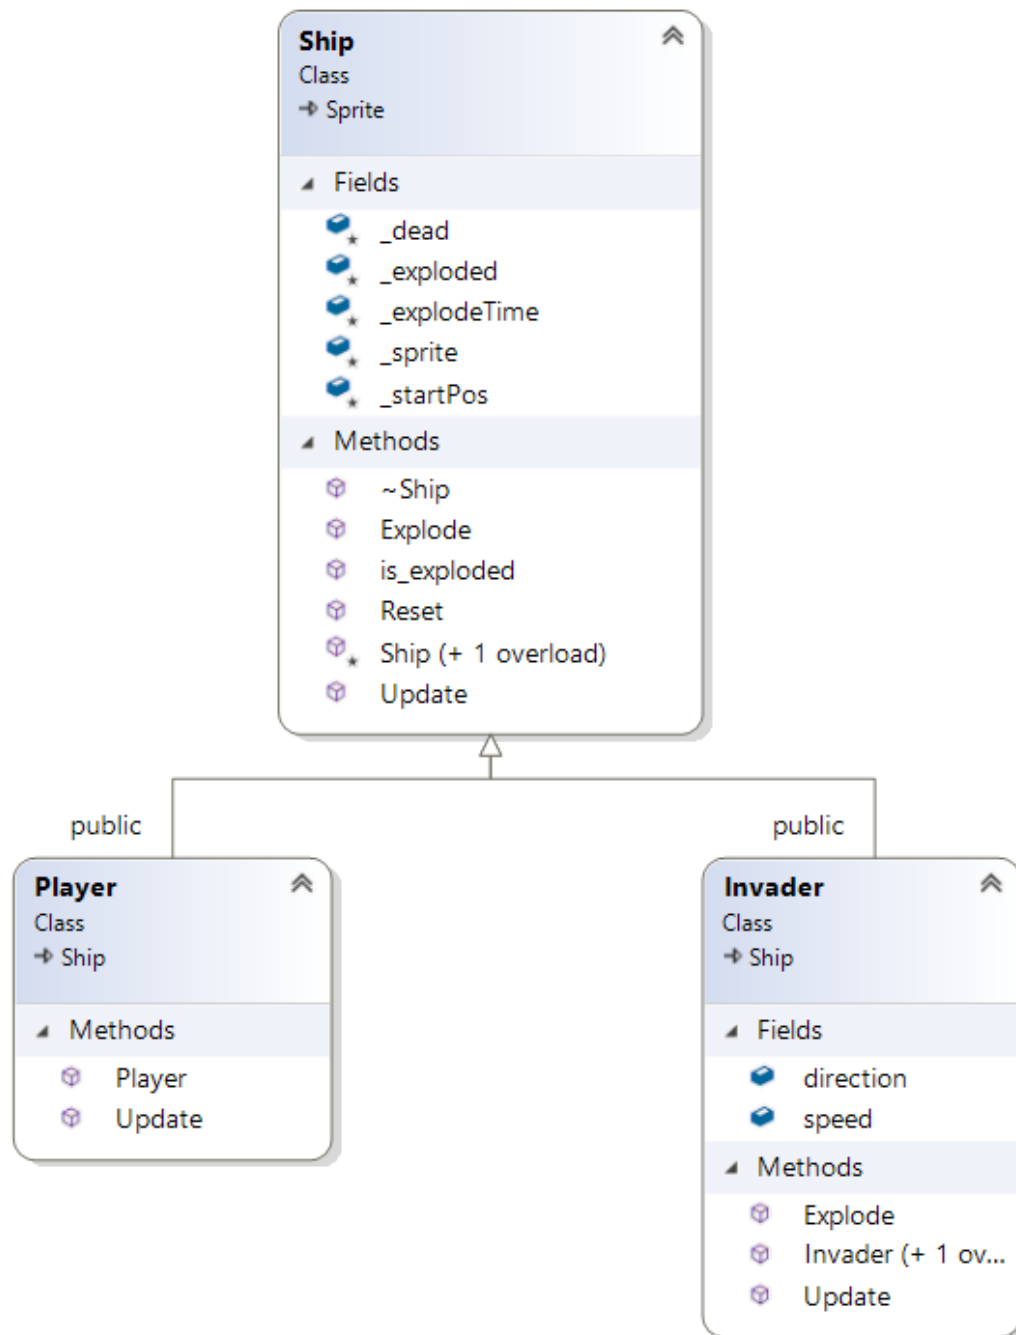 Ship
Class
Sprite
Fields
_dead
_exploded
_explodeTime
_sprite
_startPos
Methods
~Ship
Explode
is_exploded
Reset
Ship (+ 1 overload)
Update
public
public
Player
Class
Ship
Methods
Player
Update
Invader
Class
Ship
Fields
direction
speed
Methods
Explode
Invader (+ 1 ov...
Update